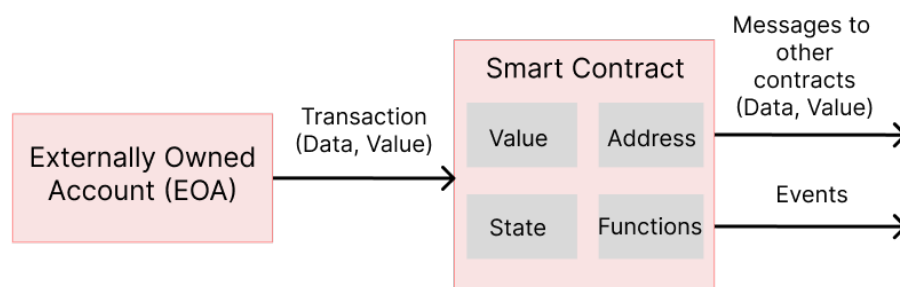 Externally Owned
Account (EOA)
Transaction
(Data, Value)
Smart Contract
Value
Address
State
Functions
Messages to
other
contracts
(Data, Value)
Events